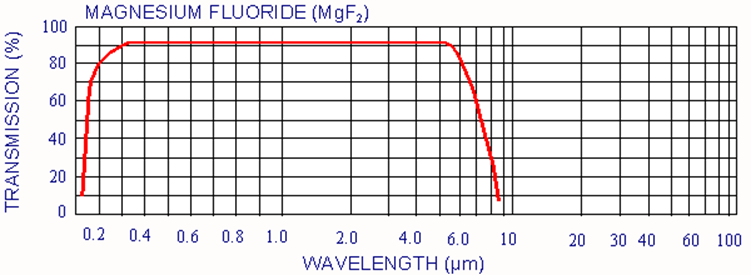 MAGNESIUM FLUORIDE (MgF₂)
TRANSMISSION (%)
100
80
60
40
20
0
0.2 0.4 0.6 0.8 1.0 2.0 4.0 6.0 10 20 30 40 60 100
WAVELENGTH (µm)